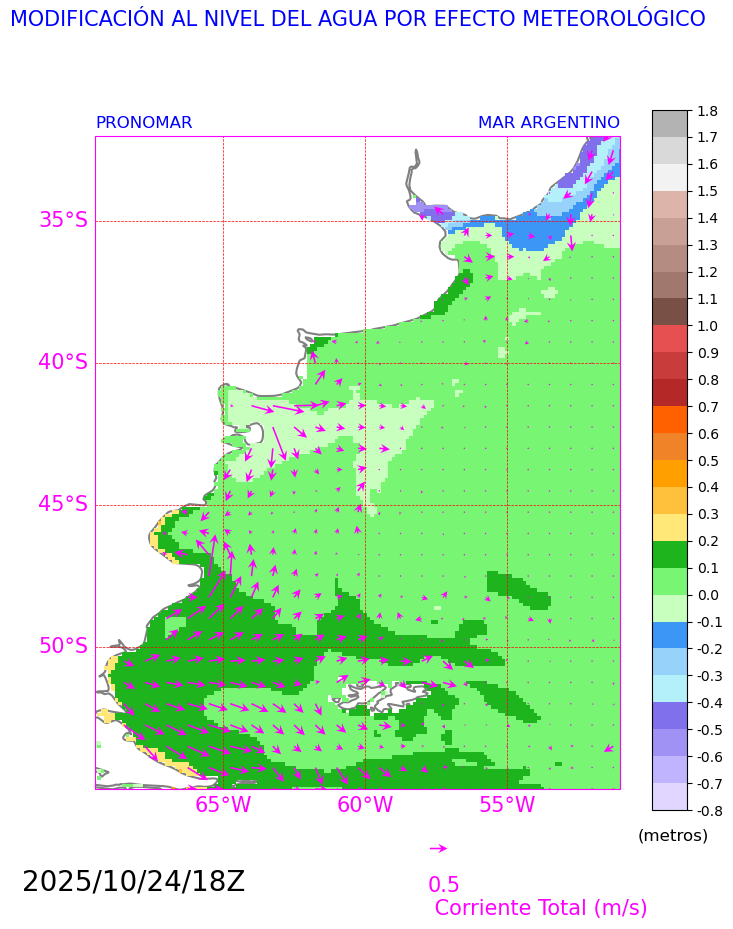 MODIFICACIÓN AL NIVEL DEL AGUA POR EFECTO METEOROLÓGICO
PRONOMAR MAR ARGENTINO
35°S
40°S
45°S
50°S
65°W 60°W 55°W
1.8
1.7
1.6
1.5
1.4
1.3
1.2
1.1
1.0
0.9
0.8
0.7
0.6
0.5
0.4
0.3
0.2
0.1
0.0
-0.1
-0.2
-0.3
-0.4
-0.5
-0.6
-0.7
-0.8
(metros)
2025/10/24/18Z
0.5
Corriente Total (m/s)